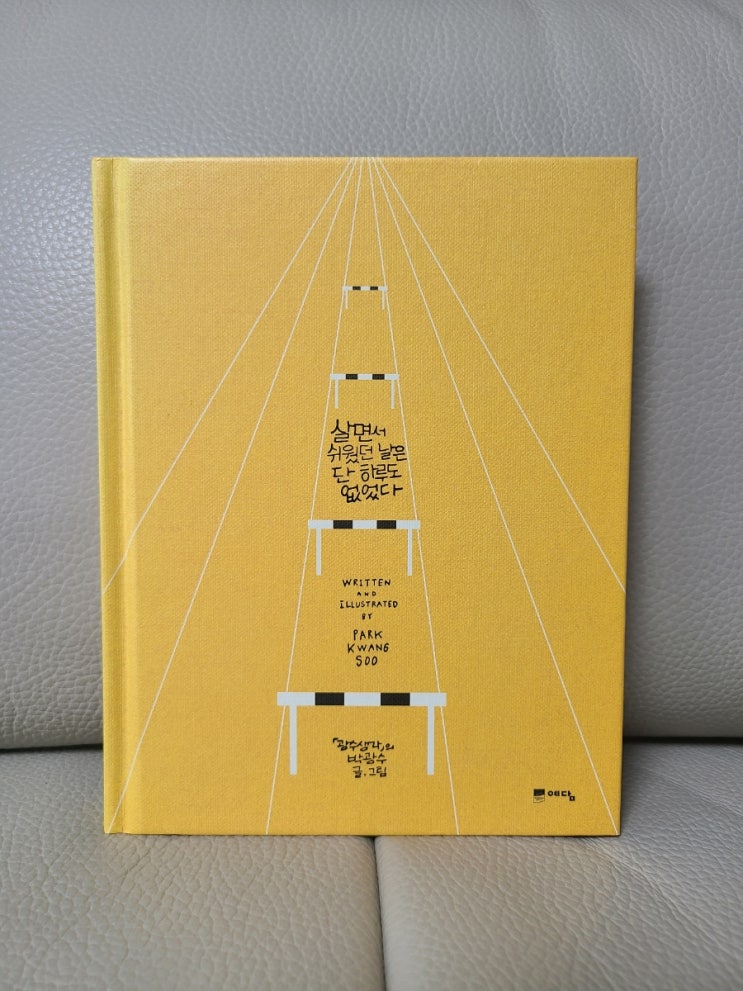 살면서
쉬웠던 날은
단 하루도
없었다
WRITTEN
AND
ILLUSTRATED
BY
PARK
KWANG
SOO
「광수생각」의
박광수
글, 그림
예담